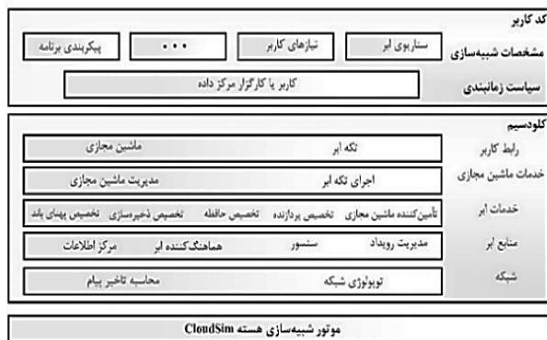 کد کاربر
مشخصات شبیه‌سازی
سناریوی ابر
نیازهای کاربر
• • •
پیکربندی برنامه
سیاست زمانبندی
کاربر یا کارگزار مرکز داده
کلودسیم
رابط کاربر
تکه ابر
ماشین مجازی
خدمات ماشین مجازی
اجرای تکه ابر
مدیریت ماشین مجازی
خدمات ابر
تأمین‌کننده ماشین مجازی
تخصیص پردازنده
تخصیص حافظه
تخصیص ذخیره‌سازی
تخصیص پهنای باند
منابع ابر
مدیریت رویداد
سنسور
هماهنگ‌کننده ابر
مرکز اطلاعات
شبکه
توپولوژی شبکه
محاسبه تاخیر پیام
موتور شبیه‌سازی هسته CloudSim